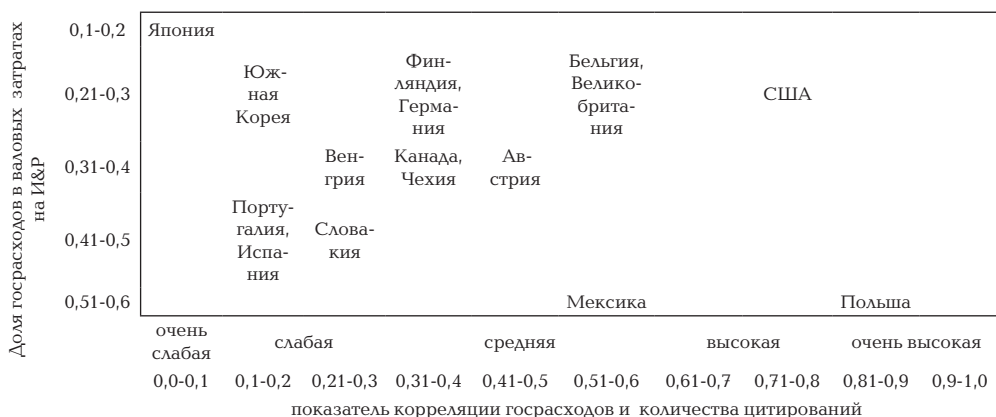 Доля госрасходов в валовых затратах
на И&Р
0,1-0,2 Япония
0,21-0,3 Юж-
ная
Корея Фин-
ляндия,
Герма-
ния Бельгия,
Велико-
брита-
ния США
0,31-0,4 Вен-
грия Канада,
Чехия Ав-
стрия
0,41-0,5 Порту-
галия,
Испа-
ния Слова-
кия
0,51-0,6 Мексика Польша
очень
слабая слабая средняя высокая очень высокая
0,0-0,1 0,1-0,2 0,21-0,3 0,31-0,4 0,41-0,5 0,51-0,6 0,61-0,7 0,71-0,8 0,81-0,9 0,9-1,0
показатель корреляции госрасходов и количества цитирований